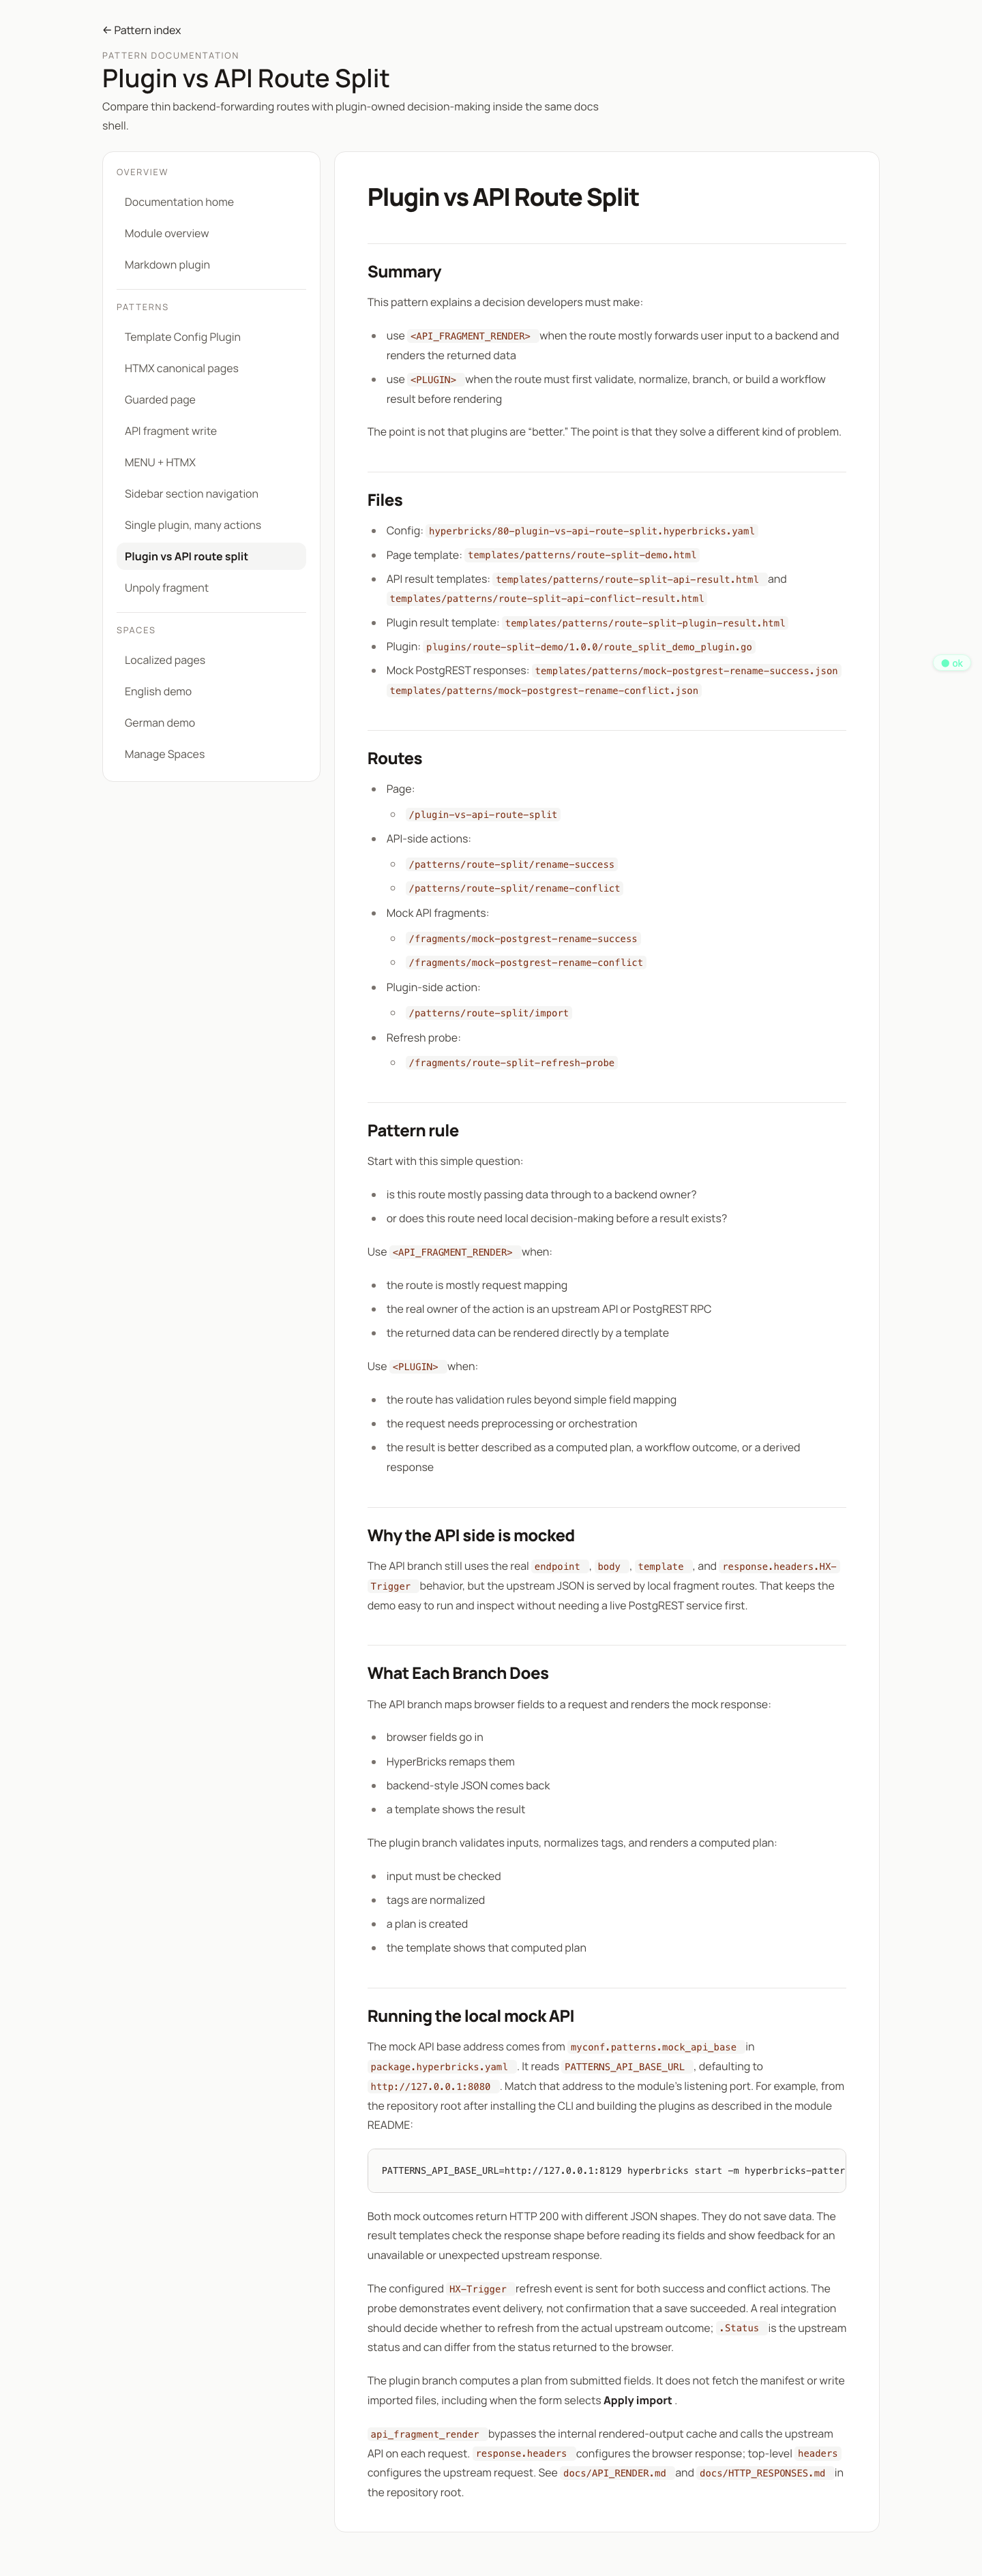 ← Pattern index
PATTERN DOCUMENTATION
Plugin vs API Route Split
Compare thin backend-forwarding routes with plugin-owned decision-making inside the same docs
shell.
OVERVIEW
Documentation home
Module overview
Markdown plugin
PATTERNS
Template Config Plugin
HTMX canonical pages
Guarded page
API fragment write
MENU + HTMX
Sidebar section navigation
Single plugin, many actions
Plugin vs API route split
Unpoly fragment
SPACES
Localized pages
English demo
German demo
Manage Spaces
Plugin vs API Route Split
Summary
This pattern explains a decision developers must make:
use <API_FRAGMENT_RENDER> when the route mostly forwards user input to a backend and
renders the returned data
use <PLUGIN> when the route must first validate, normalize, branch, or build a workflow
result before rendering
The point is not that plugins are “better.” The point is that they solve a different kind of problem.
Files
Config: hyperbricks/80-plugin-vs-api-route-split.hyperbricks.yaml
Page template: templates/patterns/route-split-demo.html
API result templates: templates/patterns/route-split-api-result.html and
templates/patterns/route-split-api-conflict-result.html
Plugin result template: templates/patterns/route-split-plugin-result.html
Plugin: plugins/route-split-demo/1.0.0/route_split_demo_plugin.go
Mock PostgREST responses: templates/patterns/mock-postgrest-rename-success.json
templates/patterns/mock-postgrest-rename-conflict.json
ok
Routes
Page:
/plugin-vs-api-route-split
API-side actions:
/patterns/route-split/rename-success
/patterns/route-split/rename-conflict
Mock API fragments:
/fragments/mock-postgrest-rename-success
/fragments/mock-postgrest-rename-conflict
Plugin-side action:
/patterns/route-split/import
Refresh probe:
/fragments/route-split-refresh-probe
Pattern rule
Start with this simple question:
is this route mostly passing data through to a backend owner?
or does this route need local decision-making before a result exists?
Use <API_FRAGMENT_RENDER> when:
the route is mostly request mapping
the real owner of the action is an upstream API or PostgREST RPC
the returned data can be rendered directly by a template
Use <PLUGIN> when:
the route has validation rules beyond simple field mapping
the request needs preprocessing or orchestration
the result is better described as a computed plan, a workflow outcome, or a derived
response
Why the API side is mocked
The API branch still uses the real endpoint , body , template , and response.headers.HX-
Trigger behavior, but the upstream JSON is served by local fragment routes. That keeps the
demo easy to run and inspect without needing a live PostgREST service first.
What Each Branch Does
The API branch maps browser fields to a request and renders the mock response:
browser fields go in
HyperBricks remaps them
backend-style JSON comes back
a template shows the result
The plugin branch validates inputs, normalizes tags, and renders a computed plan:
input must be checked
tags are normalized
a plan is created
the template shows that computed plan
Running the local mock API
The mock API base address comes from myconf.patterns.mock_api_base in
package.hyperbricks.yaml . It reads PATTERNS_API_BASE_URL , defaulting to
http://127.0.0.1:8080 . Match that address to the module’s listening port. For example, from
the repository root after installing the CLI and building the plugins as described in the module
README:
PATTERNS_API_BASE_URL=http://127.0.0.1:8129 hyperbricks start -m hyperbricks-patter
Both mock outcomes return HTTP 200 with different JSON shapes. They do not save data. The
result templates check the response shape before reading its fields and show feedback for an
unavailable or unexpected upstream response.
The configured HX-Trigger refresh event is sent for both success and conflict actions. The
probe demonstrates event delivery, not confirmation that a save succeeded. A real integration
should decide whether to refresh from the actual upstream outcome; .Status is the upstream
status and can differ from the status returned to the browser.
The plugin branch computes a plan from submitted fields. It does not fetch the manifest or write
imported files, including when the form selects Apply import .
api_fragment_render bypasses the internal rendered-output cache and calls the upstream
API on each request. response.headers configures the browser response; top-level headers
configures the upstream request. See docs/API_RENDER.md and docs/HTTP_RESPONSES.md in
the repository root.